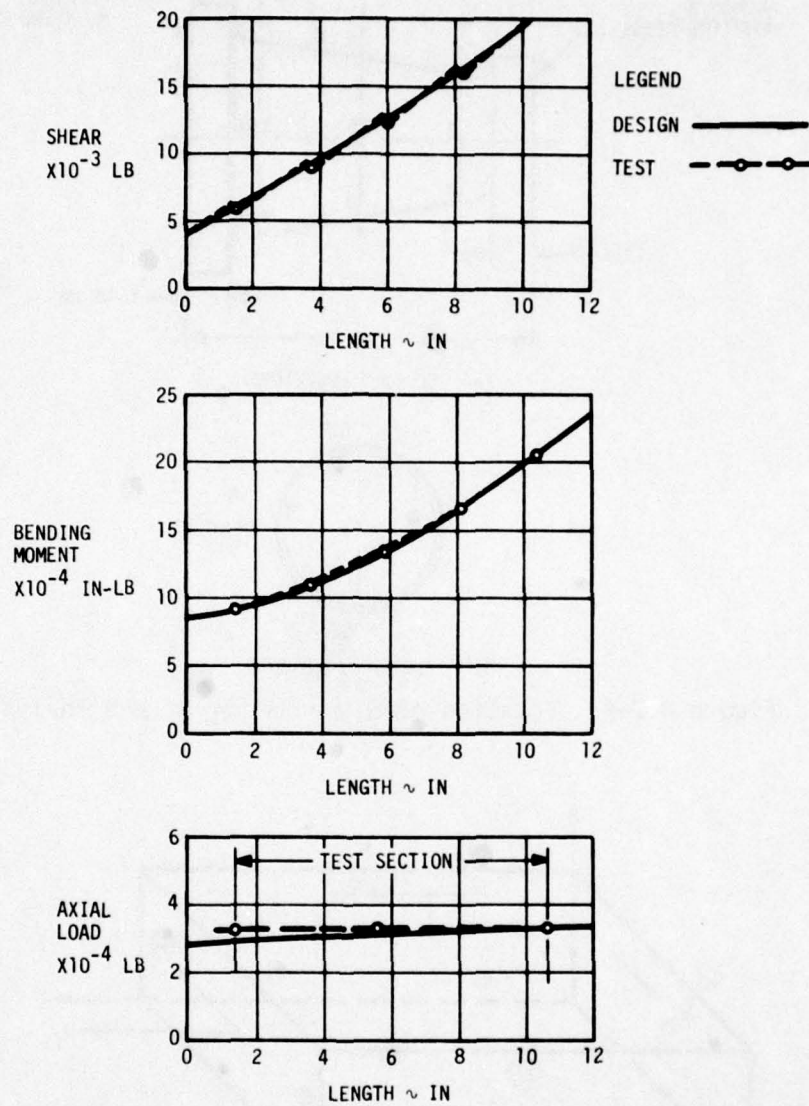 20
15
10
5
0
SHEAR
X10⁻³ LB
0 2 4 6 8 10 12
LENGTH ~ IN
LEGEND
DESIGN
TEST
25
20
15
10
5
0
BENDING
MOMENT
X10⁻⁴ IN-LB
0 2 4 6 8 10 12
LENGTH ~ IN
6
4
2
0
TEST SECTION
AXIAL
LOAD
X10⁻⁴ LB
0 2 4 6 8 10 12
LENGTH ~ IN